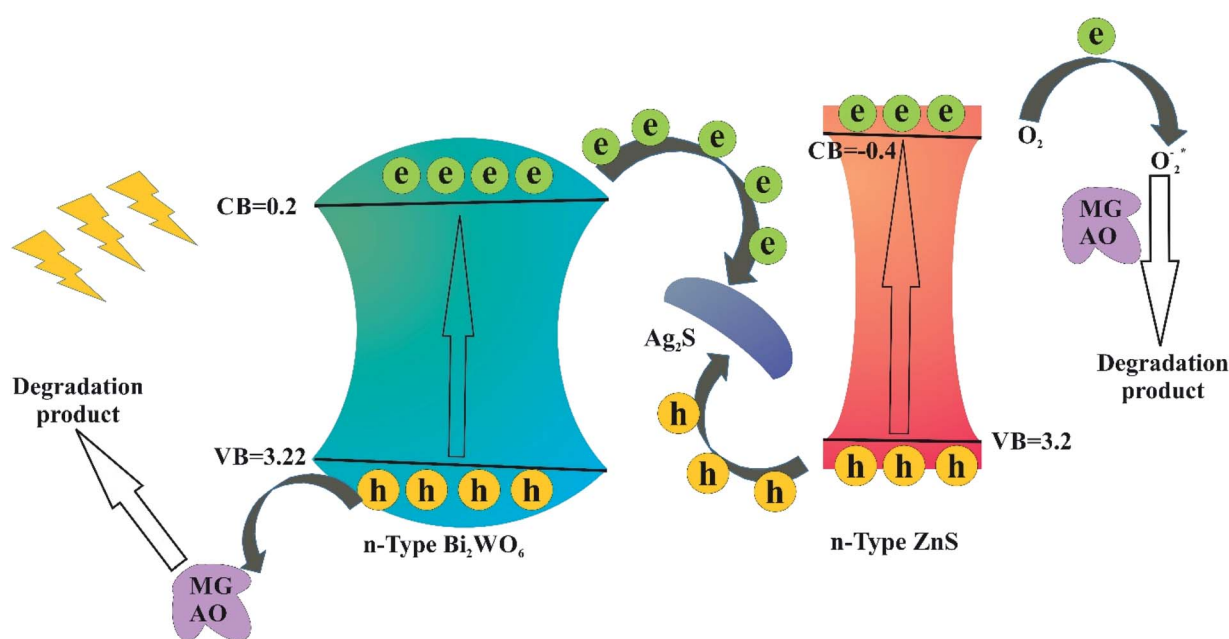 e
O₂
O₂⁻ *
MG
AO
Degradation
product
e e e
CB=-0.4
VB=3.2
h h h
n-Type ZnS
e
e
e
e
e
Ag₂S
h
h
h
e e e e
CB=0.2
VB=3.22
h h h h
n-Type Bi₂WO₆
Degradation
product
MG
AO